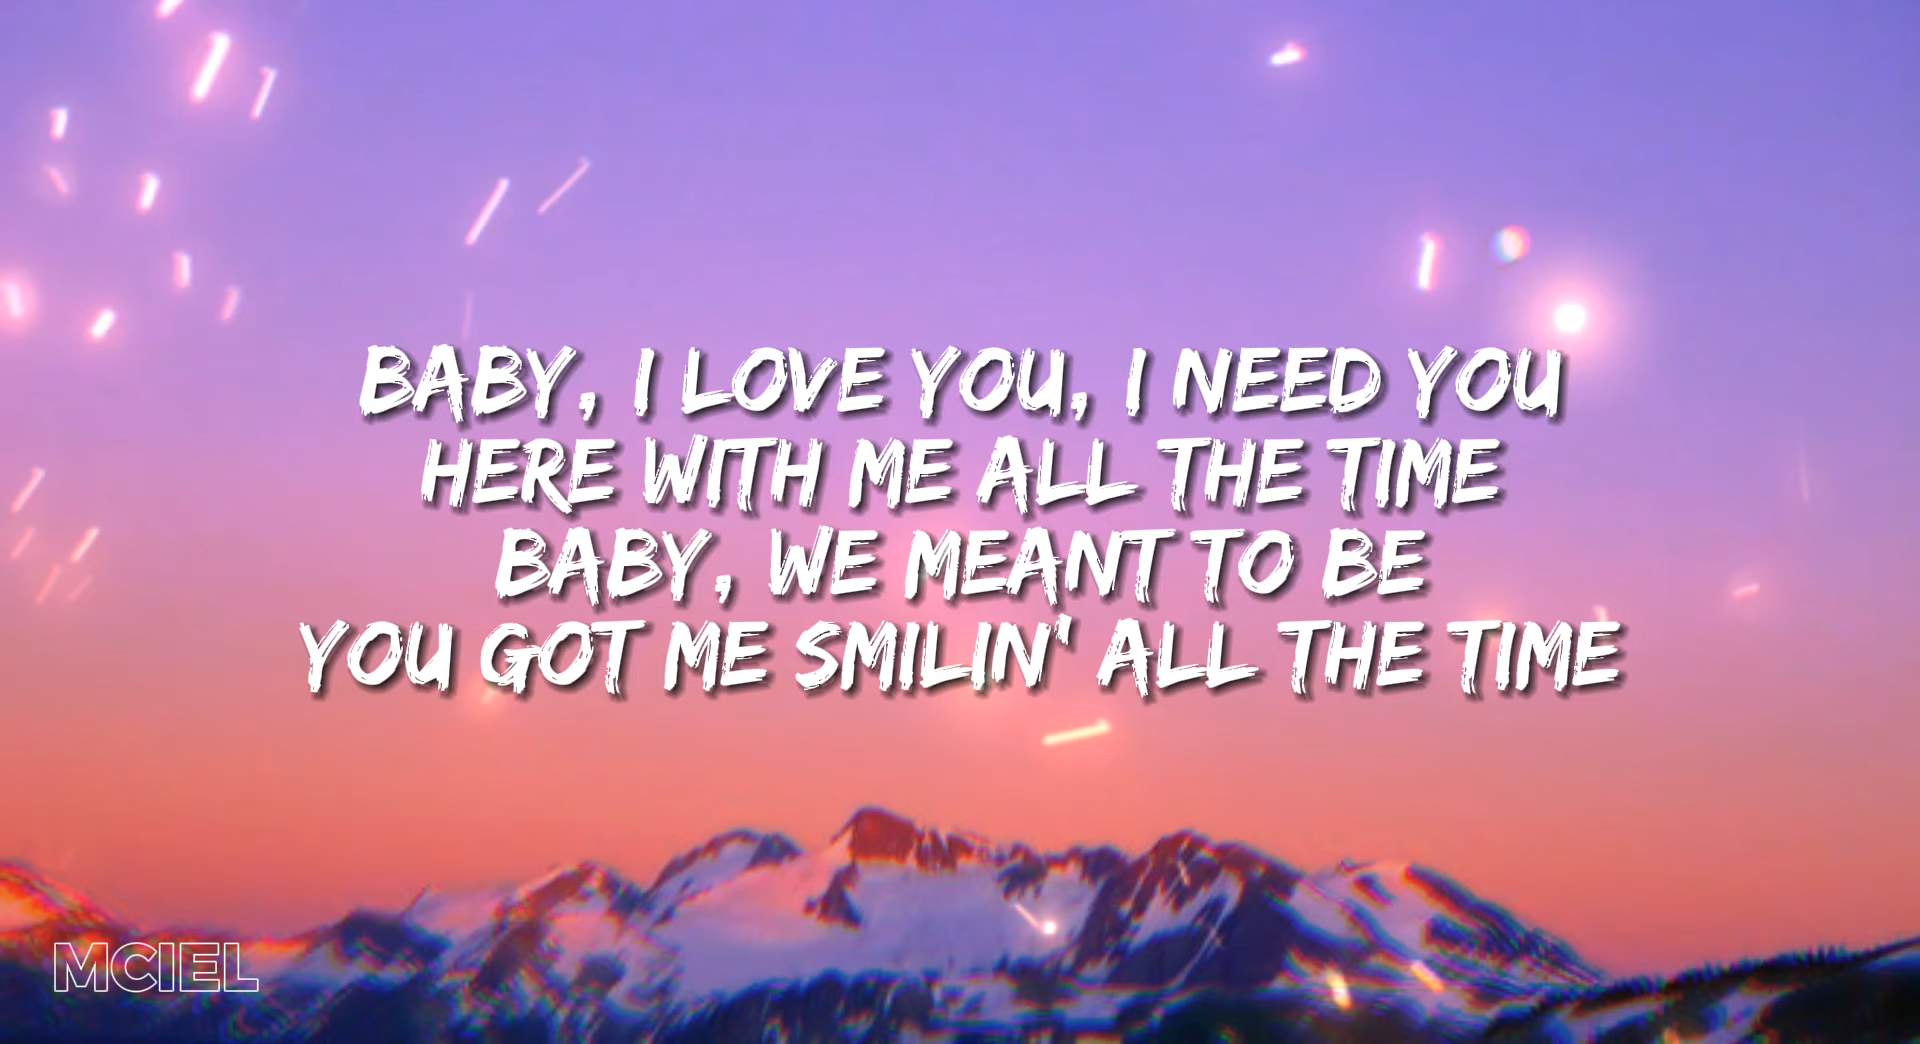 BABY, I LOVE YOU, I NEED YOU
HERE WITH ME ALL THE TIME
BABY, WE MEANT TO BE
YOU GOT ME SMILIN' ALL THE TIME
MCIEL